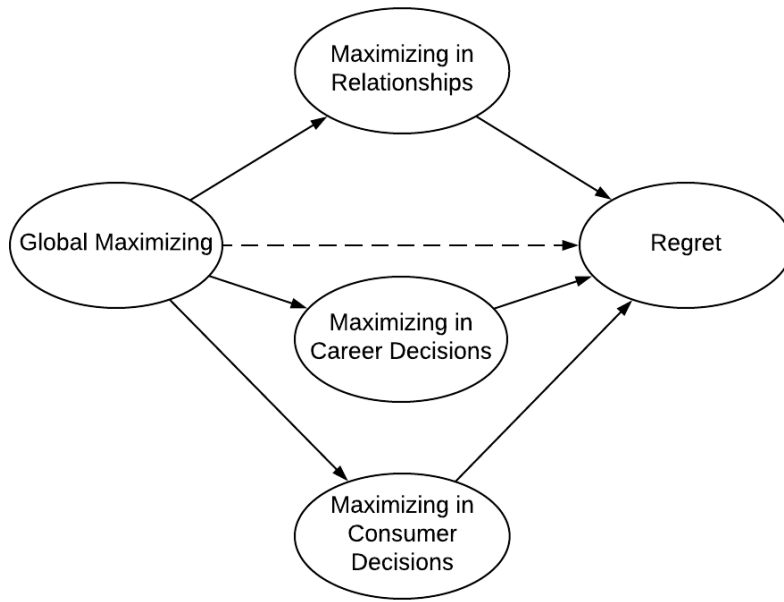 Maximizing in
Relationships
Global Maximizing
Regret
Maximizing in
Career Decisions
Maximizing in
Consumer
Decisions